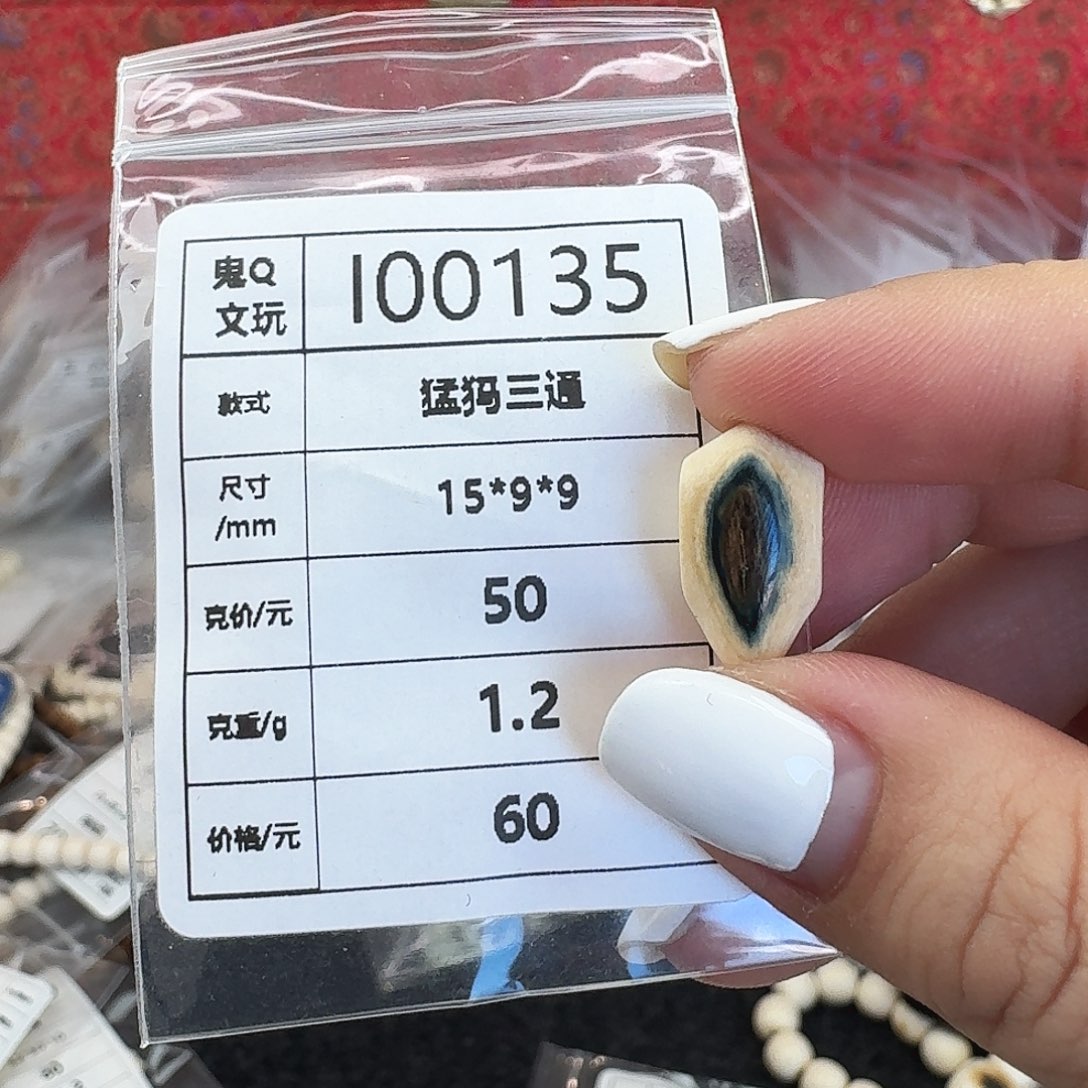 鬼Q
文玩
I00135
款式
猛犸三通
尺寸
/mm
15*9*9
克价/元
50
克重/g
1.2
价格/元
60